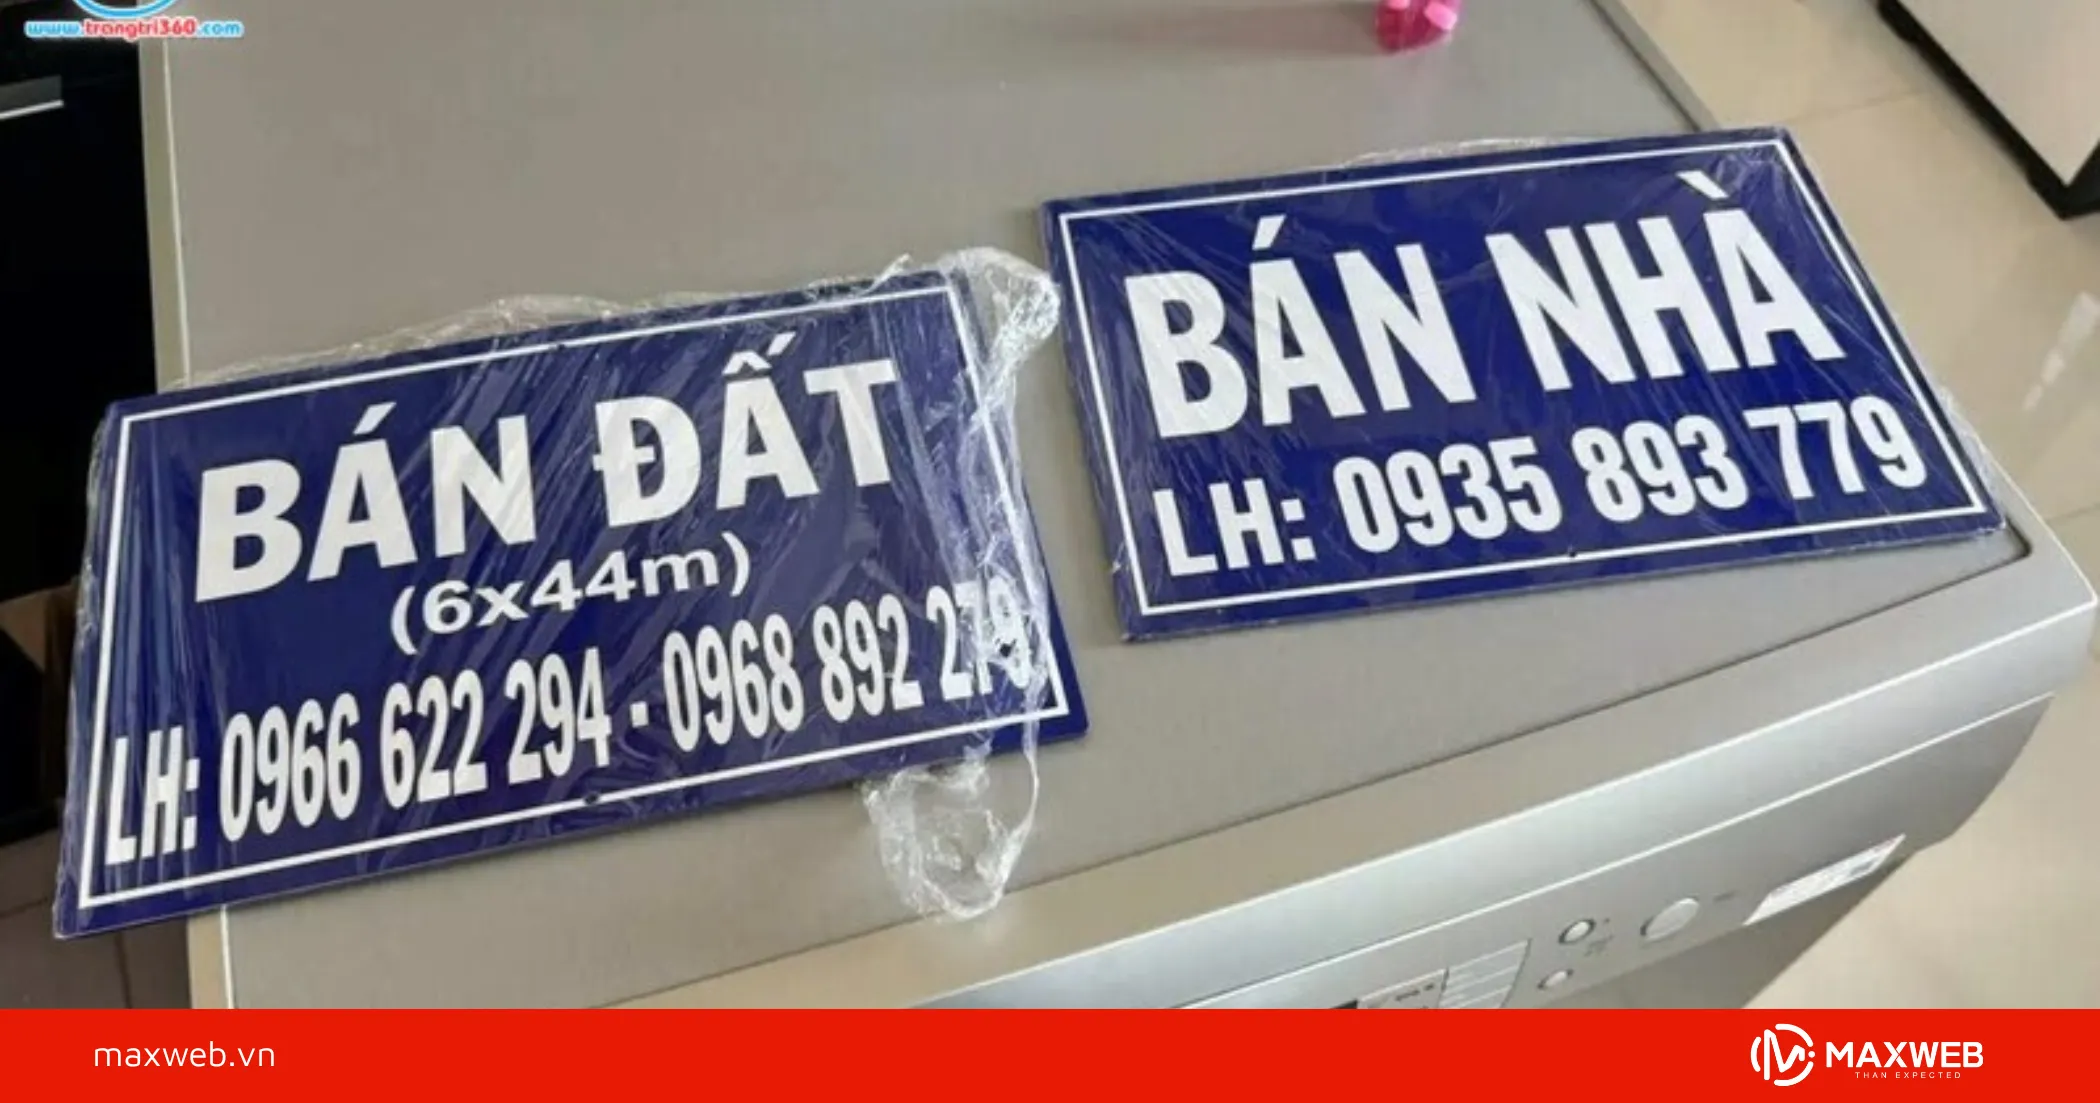 www.trangtri360.com
BÁN ĐẤT
(6x44m)
LH: 0966 622 294 - 0968 892 279
BÁN NHÀ
LH: 0935 893 779
maxweb.vn
MAXWEB
THAN EXPECTED